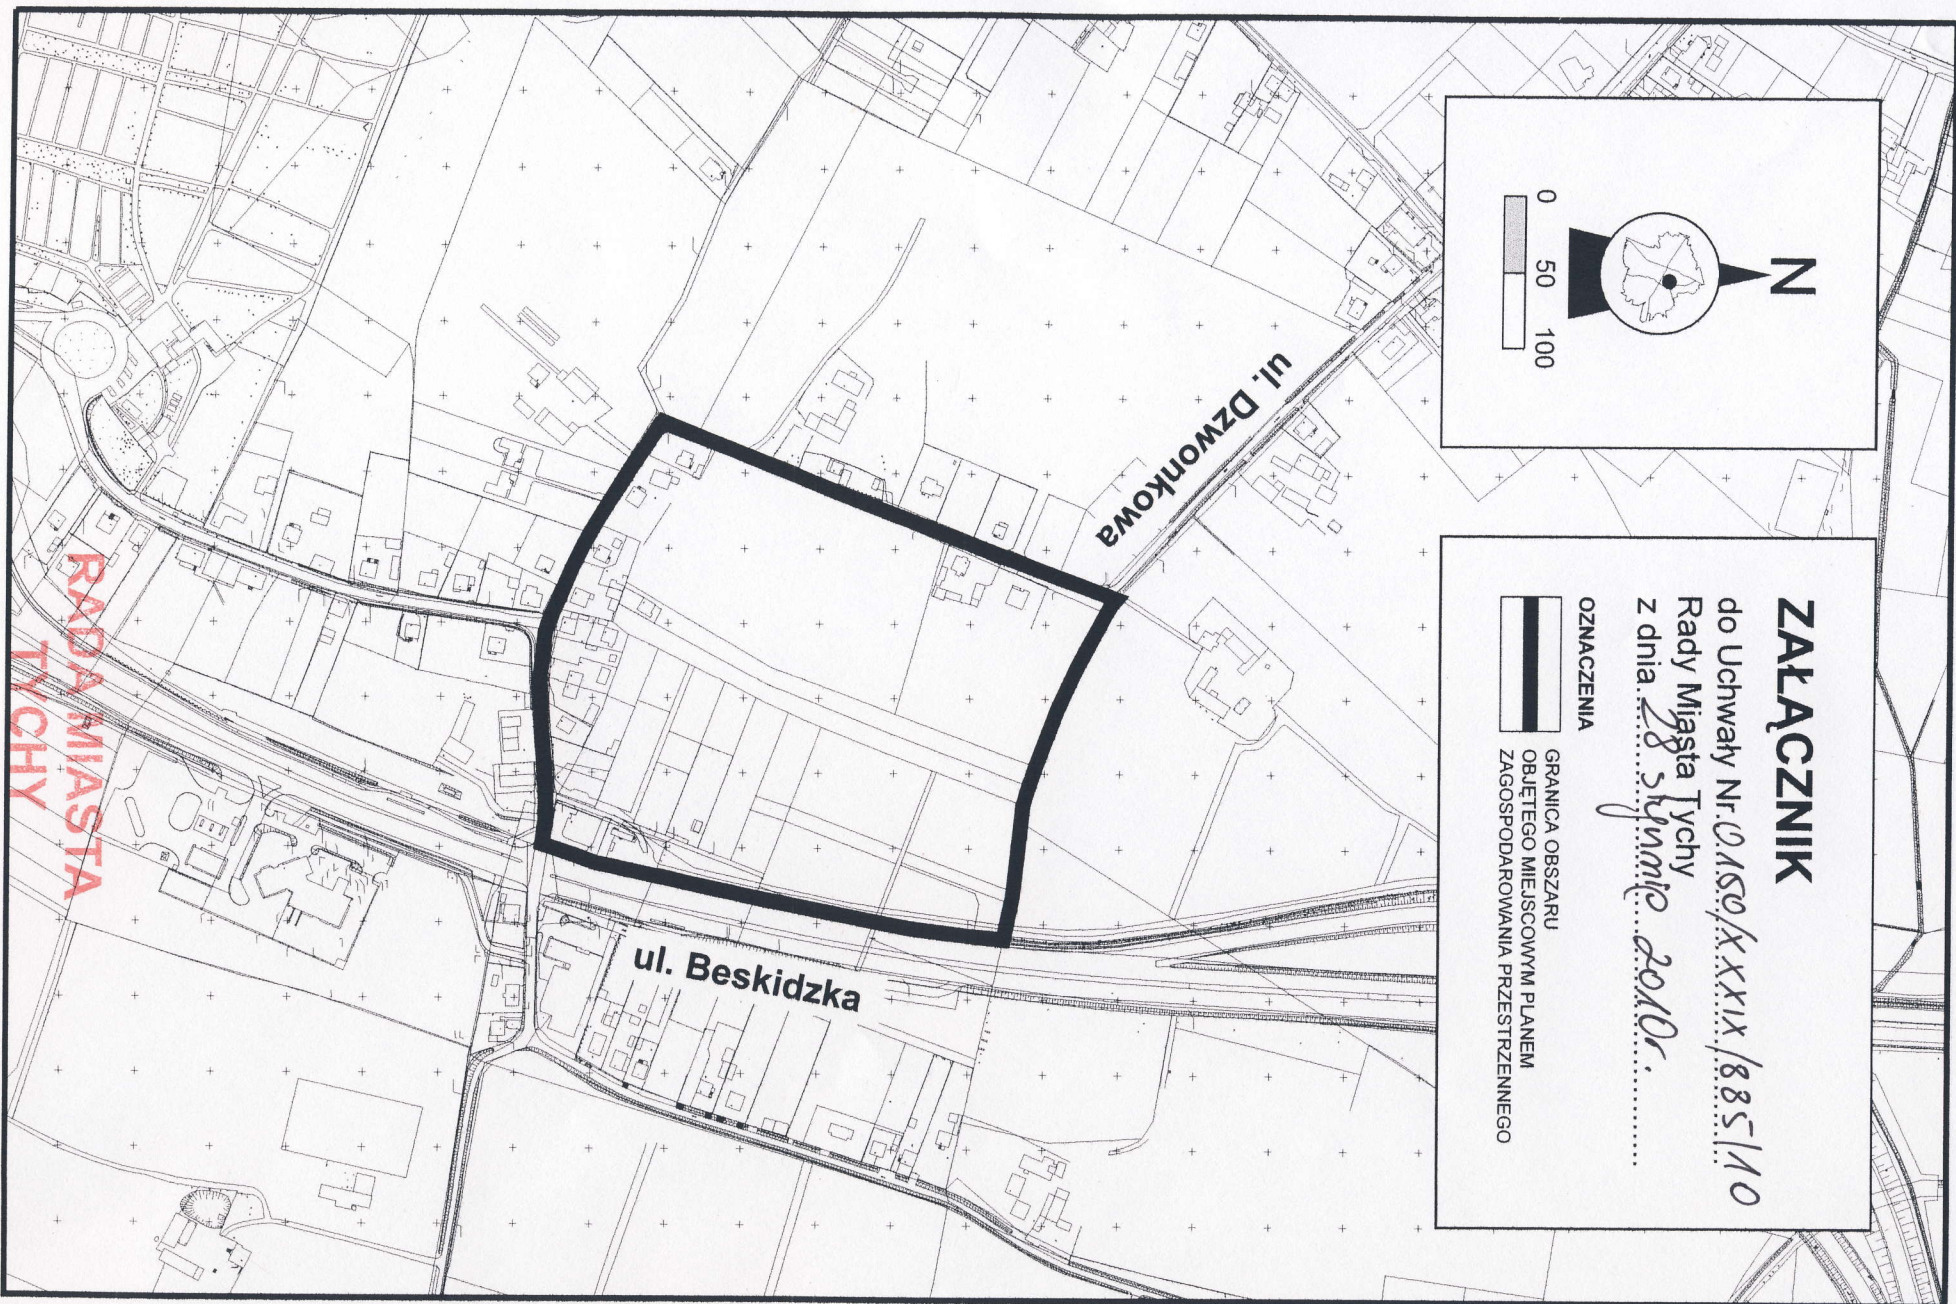 ZAŁĄCZNIK
do Uchwały Nr 0150/XXXIX/885/10
Rady Miasta Tychy
z dnia 28 stycznia 2010r.
OZNACZENIA
GRANICA OBSZARU
OBJĘTEGO MIEJSCOWYM PLANEM
ZAGOSPODAROWANIA PRZESTRZENNEGO
N
0 50 100
ul. Dzwonkowa
ul. Beskidzka
RADA MIASTA
TYCHY